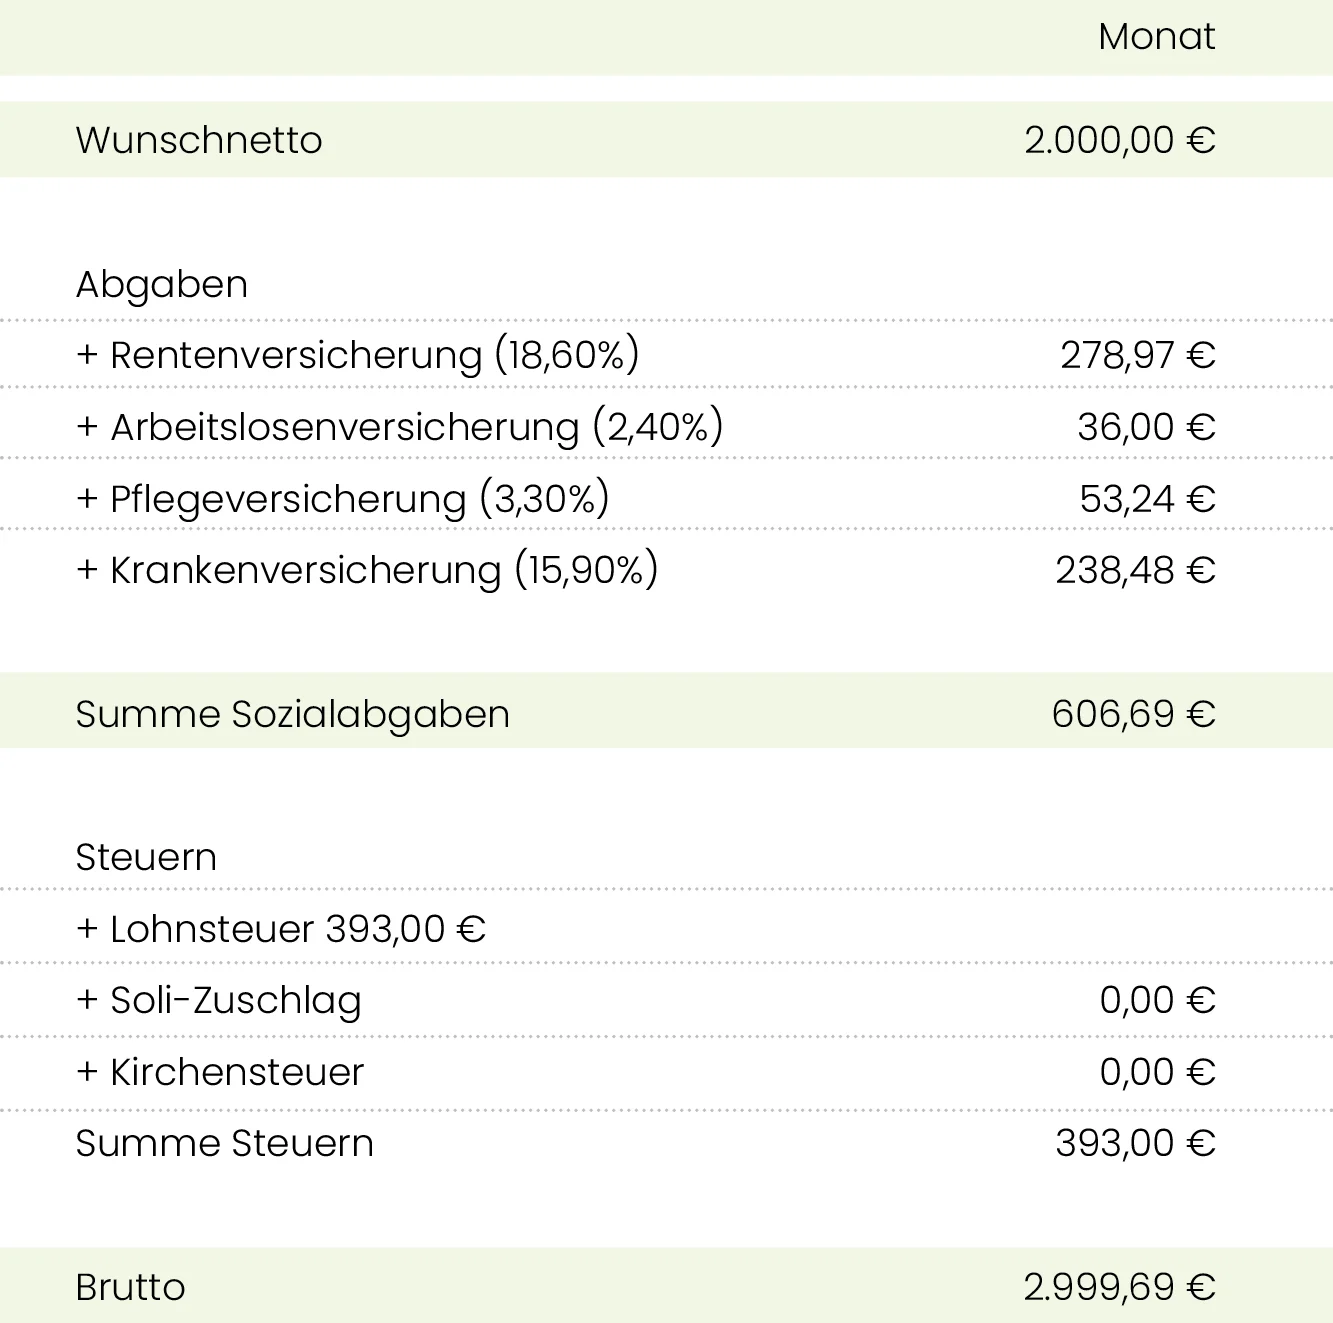 Monat
Wunschnetto 2.000,00 €
Abgaben
+ Rentenversicherung (18,60%) 278,97 €
+ Arbeitslosenversicherung (2,40%) 36,00 €
+ Pflegeversicherung (3,30%) 53,24 €
+ Krankenversicherung (15,90%) 238,48 €
Summe Sozialabgaben 606,69 €
Steuern
+ Lohnsteuer 393,00 €
+ Soli-Zuschlag 0,00 €
+ Kirchensteuer 0,00 €
Summe Steuern 393,00 €
Brutto 2.999,69 €